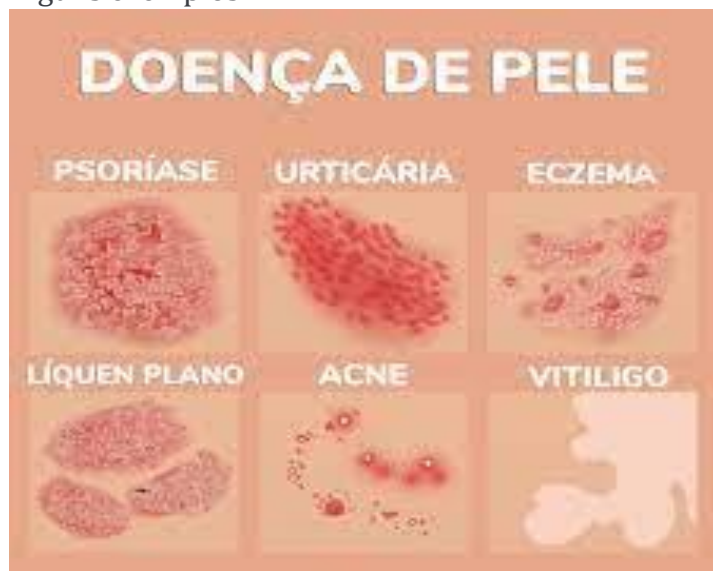 DOENÇA DE PELE
PSORÍASE URTICÁRIA ECZEMA
LÍQUEN PLANO ACNE VITILIGO